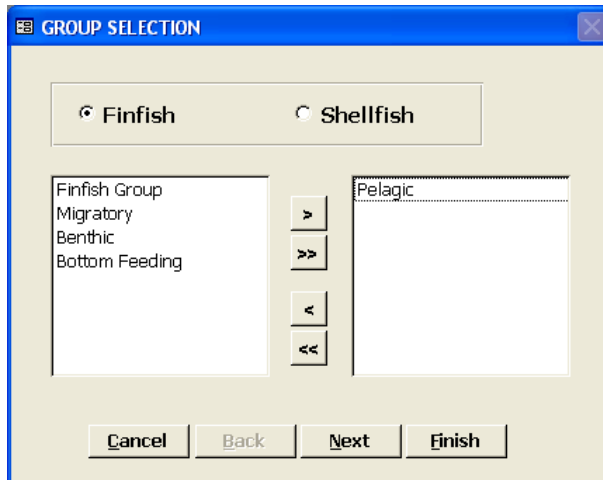 GROUP SELECTION
Finfish
Shellfish
Finfish Group
Migratory
Benthic
Bottom Feeding
>
>>
<
<<
Pelagic
Cancel
Back
Next
Finish